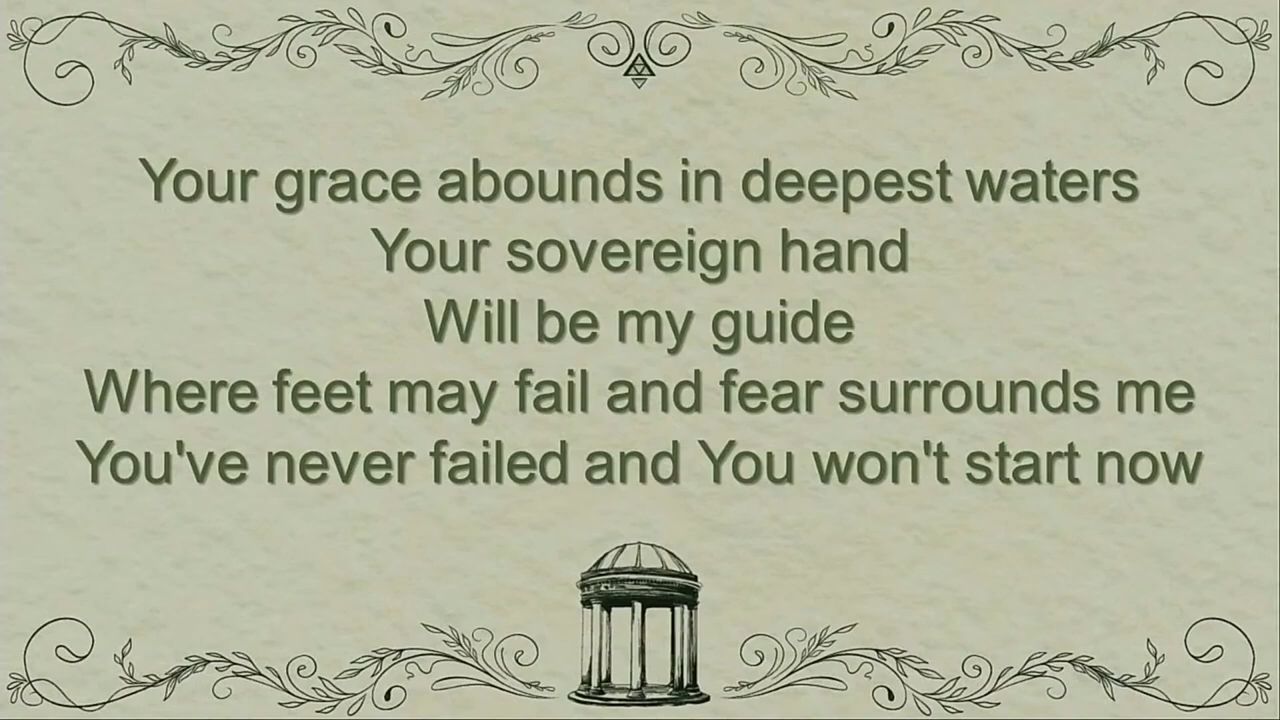 Your grace abounds in deepest waters
Your sovereign hand
Will be my guide
Where feet may fail and fear surrounds me
You've never failed and You won't start now